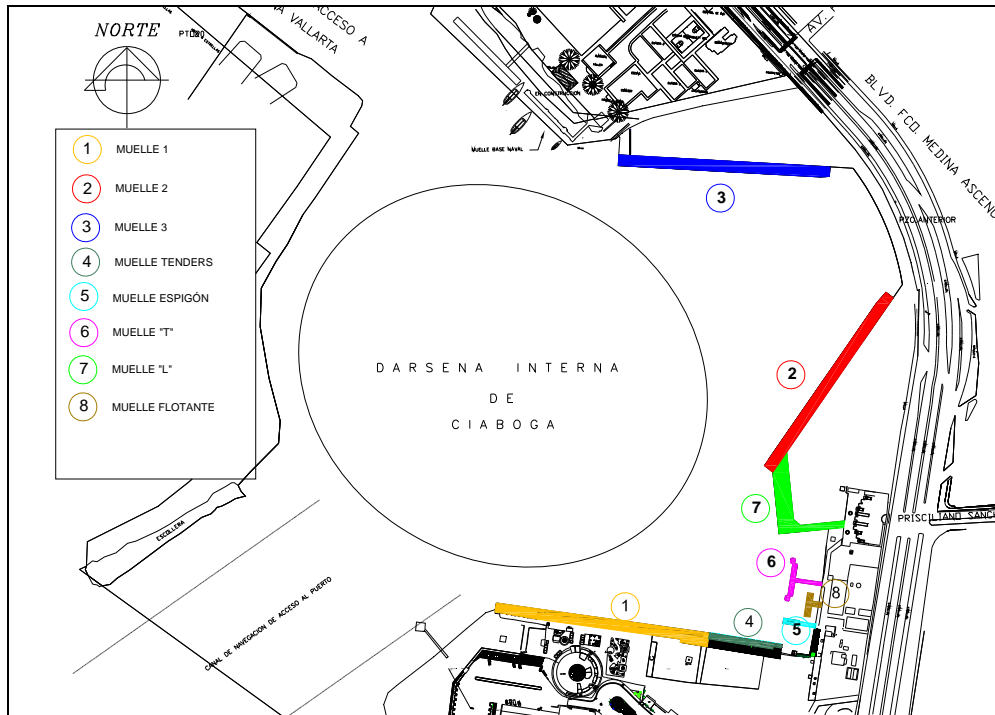 NORTE
ACCESO A
VALLARTA
AV.
BLVD. FCO. MEDINA ASCENC
EN CONSTRUCCION
MUELLE BASE NAVAL
1 MUELLE 1
2 MUELLE 2
3 MUELLE 3
4 MUELLE TENDERS
5 MUELLE ESPIGÓN
6 MUELLE "T"
7 MUELLE "L"
8 MUELLE FLOTANTE
3
2
DARSENA INTERNA
DE
CIABOGA
7
PRISCILIANO SANC
ESCOLLERA
6
8
CANAL DE NAVEGACION DE ACCESO AL PUERTO
1
4
5